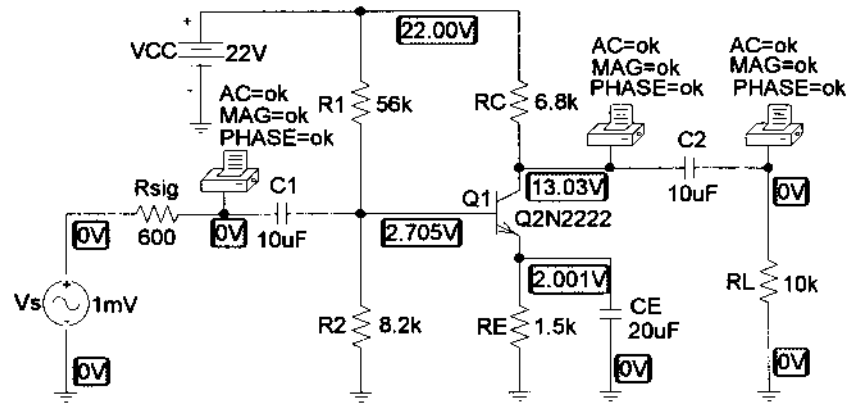 22.00V
VCC
22V
AC=ok
MAG=ok
PHASE=ok
R1
56k
RC
6.8k
AC=ok
MAG=ok
PHASE=ok
AC=ok
MAG=ok
PHASE=ok
C2
10uF
0V
Rsig
600
C1
10uF
0V
0V
2.705V
Q1
Q2N2222
13.03V
2.001V
Vs
1mV
R2
8.2k
RE
1.5k
CE
20uF
RL
10k
0V
0V
0V
+
-
+
-